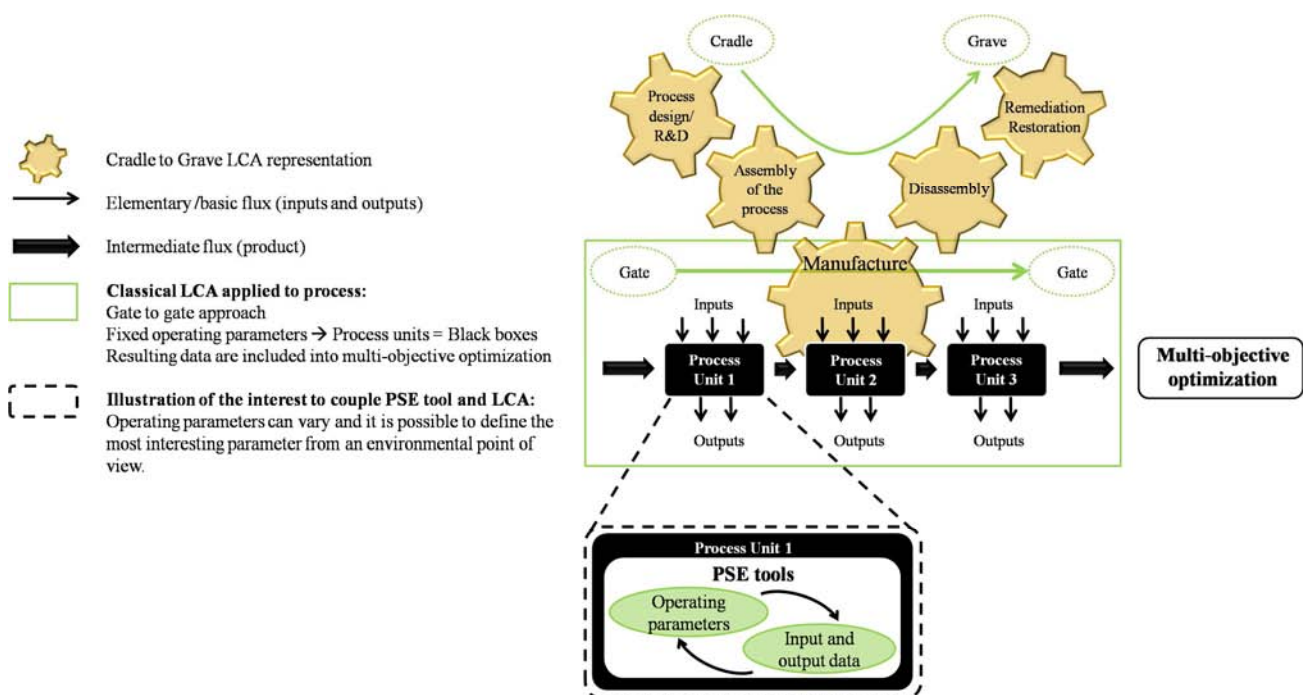 Cradle to Grave LCA representation
Elementary /basic flux (inputs and outputs)
Intermediate flux (product)
Classical LCA applied to process:
Gate to gate approach
Fixed operating parameters → Process units = Black boxes
Resulting data are included into multi-objective optimization
Illustration of the interest to couple PSE tool and LCA:
Operating parameters can vary and it is possible to define the
most interesting parameter from an environmental point of
view.
Cradle
Grave
Process
design/
R&D
Remediation
Restoration
Assembly
of the
process
Disassembly
Manufacture
Gate
Gate
Inputs
Inputs
Inputs
Process
Unit 1
Process
Unit 2
Process
Unit 3
Outputs
Outputs
Outputs
Multi-objective
optimization
Process Unit 1
PSE tools
Operating
parameters
Input and
output data